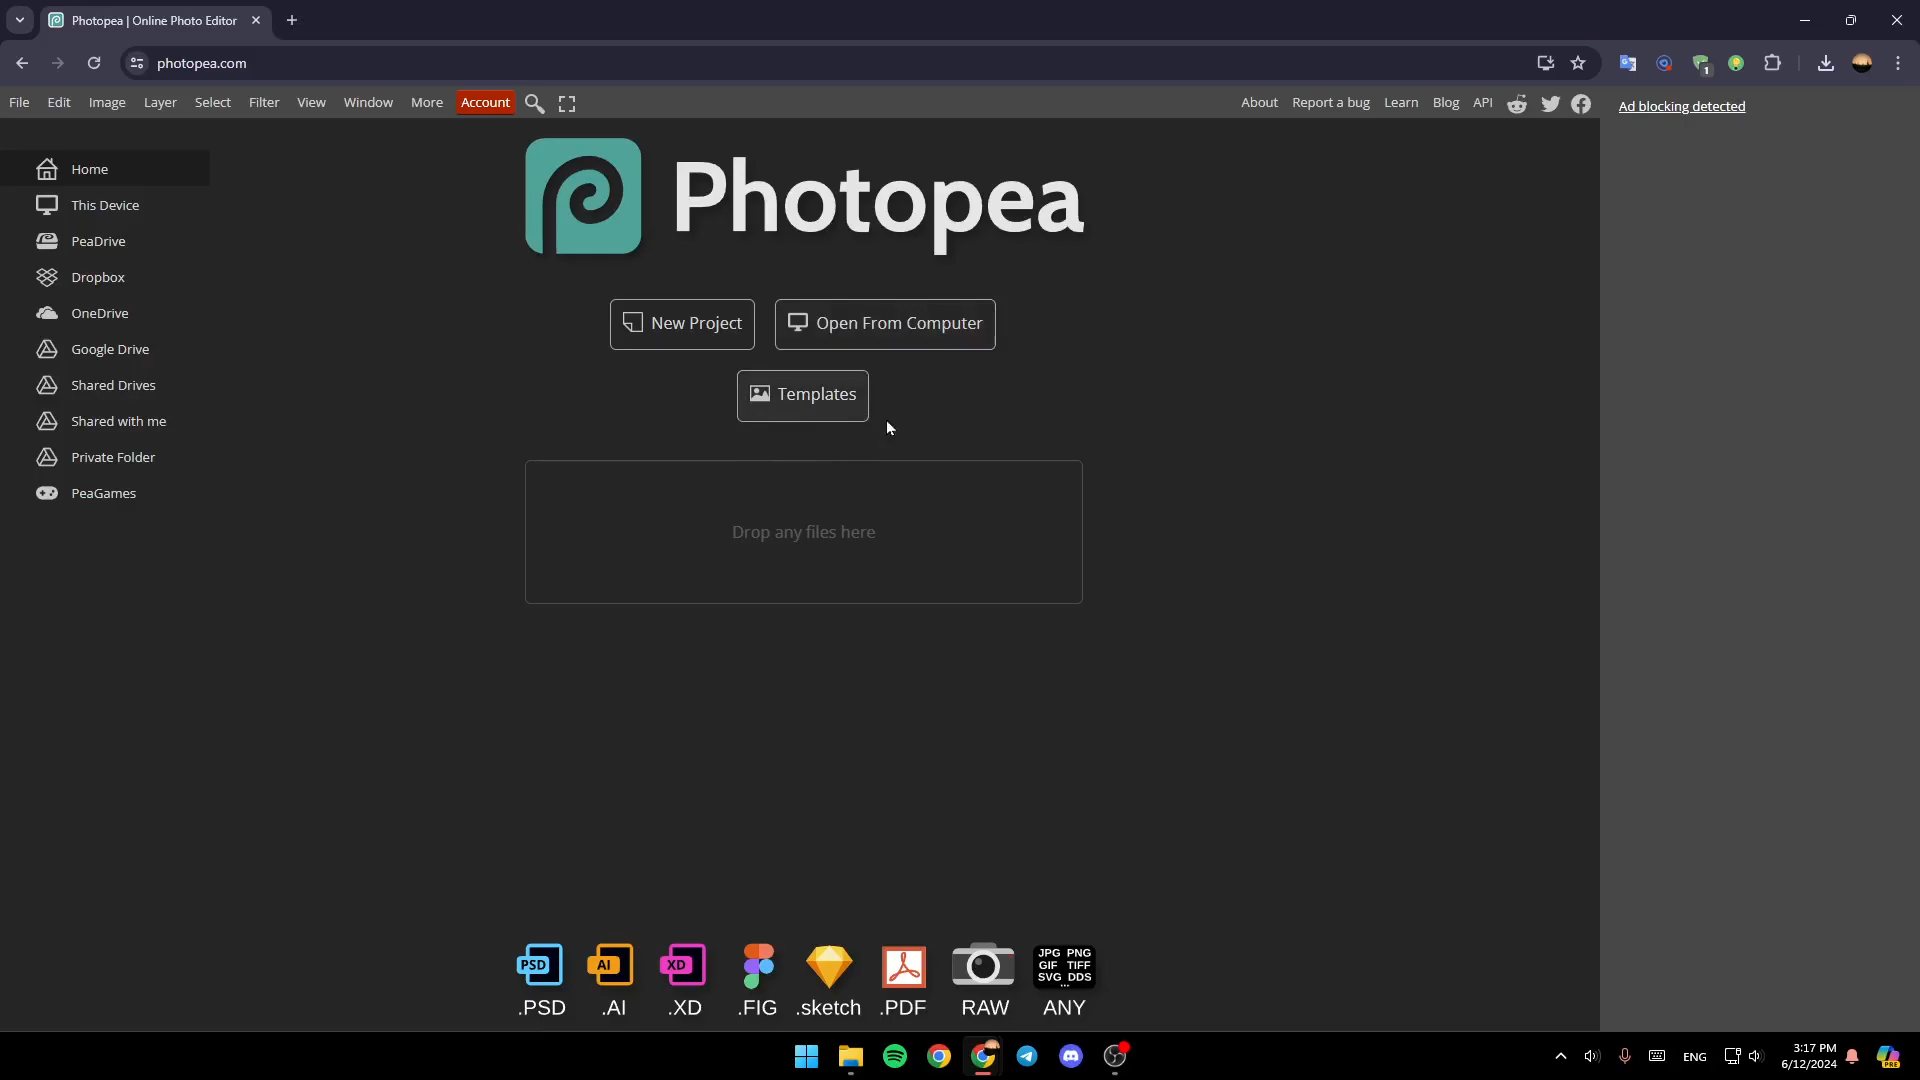 Photopea | Online Photo Editor
photopea.com
1
File Edit Image Layer Select Filter View Window More Account About Report a bug Learn Blog API
Ad blocking detected
Home
This Device
PeaDrive
Dropbox
OneDrive
Google Drive
Shared Drives
Shared with me
Private Folder
PeaGames
Photopea
New Project Open From Computer
Templates
Drop any files here
PSD AI XD
JPG PNG
GIF TIFF
SVG DDS
...
.PSD .AI .XD .FIG .sketch .PDF RAW ANY
ENG
3:17 PM
6/12/2024
PRE